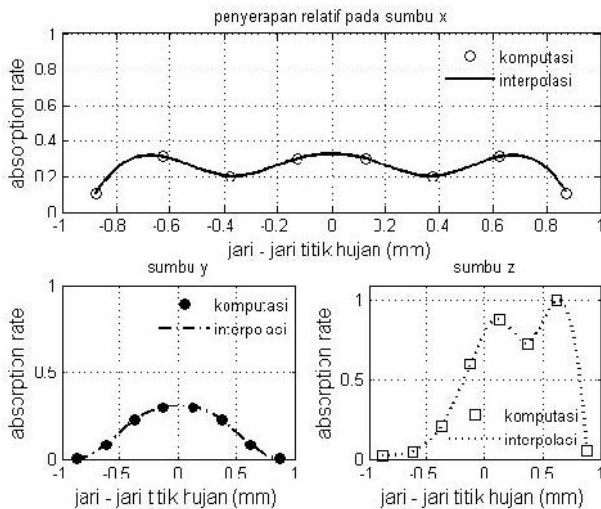 penyerapan relatif pada sumbu x
absorption rate
1
0.8
0.6
0.4
0.2
0
komputasi
interpolasi
-1 -0.8 -0.6 -0.4 -0.2 0 0.2 0.4 0.6 0.8 1
jari - jari titik hujan (mm)
sumbu y
absorption rate
1
0.5
0
komputasi
interpolasi
-1 -0.5 0 0.5 1
jari - jari titik hujan (mm)
sumbu z
absorption rate
1
0.5
0
komputasi
interpolasi
-1 -0.5 0 0.5 1
jari - jari titik hujan (mm)